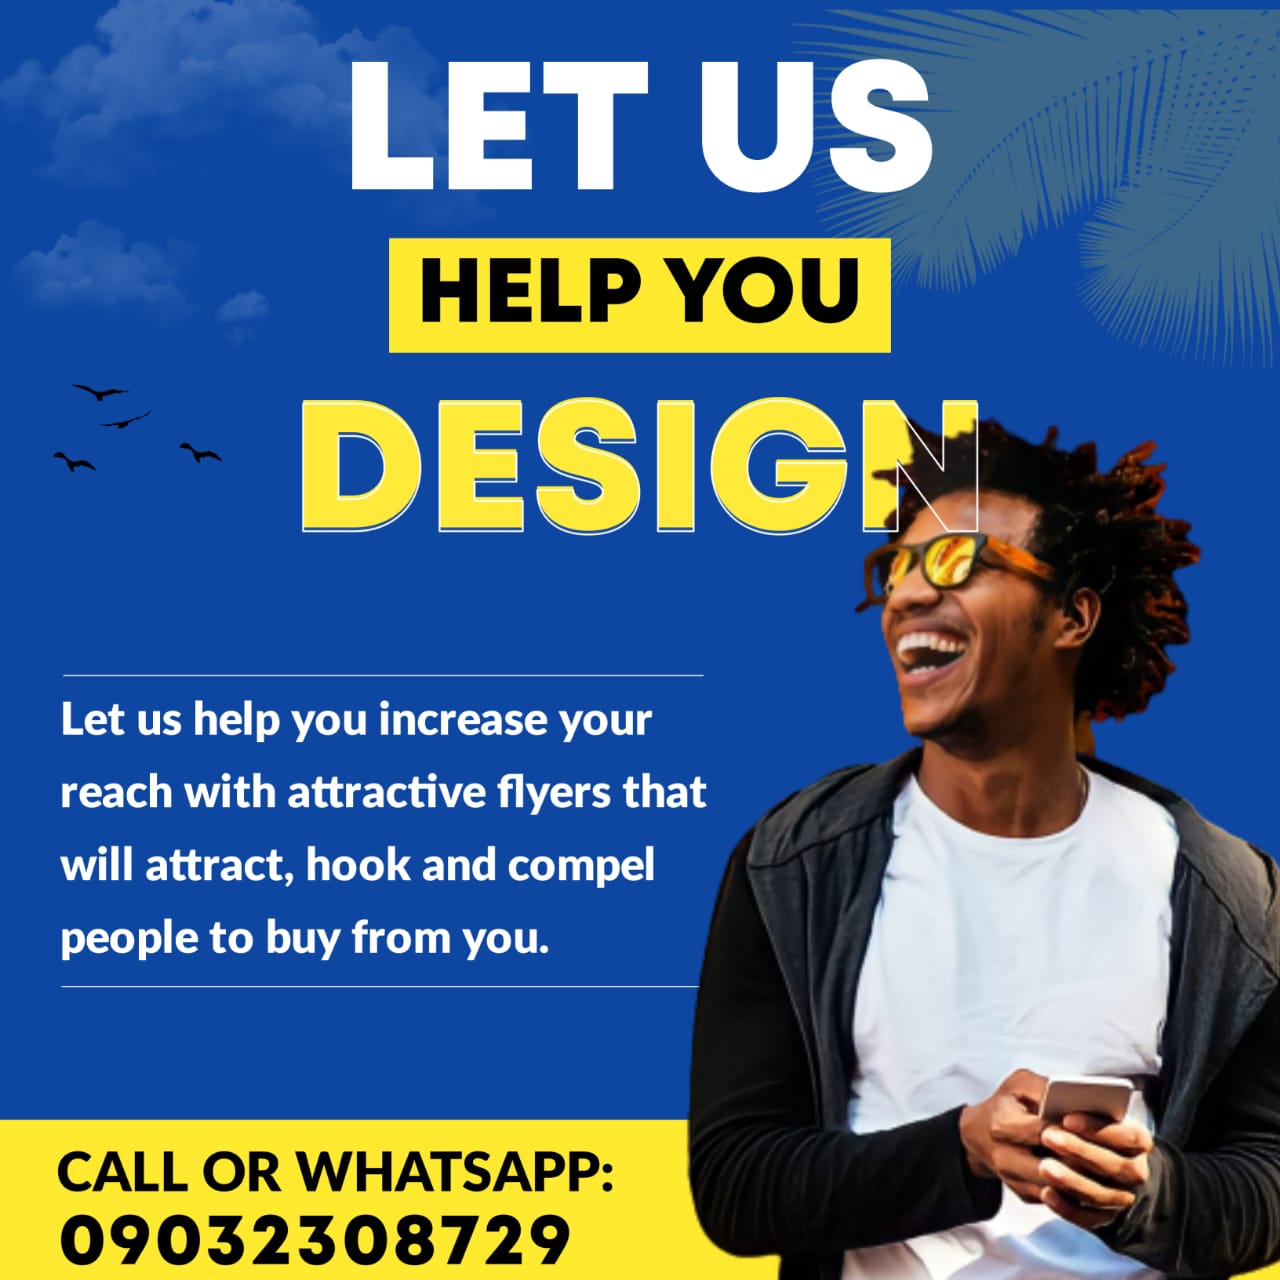 LET US
HELP YOU
DESIGN
Let us help you increase your
reach with attractive flyers that
will attract, hook and compel
people to buy from you.
CALL OR WHATSAPP:
09032308729